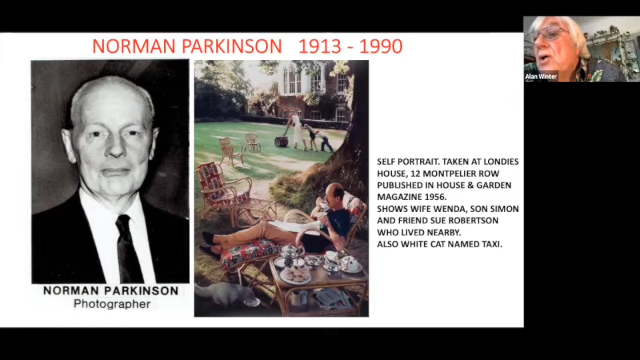 NORMAN PARKINSON 1913 - 1990
NORMAN PARKINSON
Photographer
SELF PORTRAIT. TAKEN AT LONDIES
HOUSE, 12 MONTPELIER ROW
PUBLISHED IN HOUSE & GARDEN
MAGAZINE 1956.
SHOWS WIFE WENDA, SON SIMON
AND FRIEND SUE ROBERTSON
WHO LIVED NEARBY.
ALSO WHITE CAT NAMED TAXI.
Alan Winter